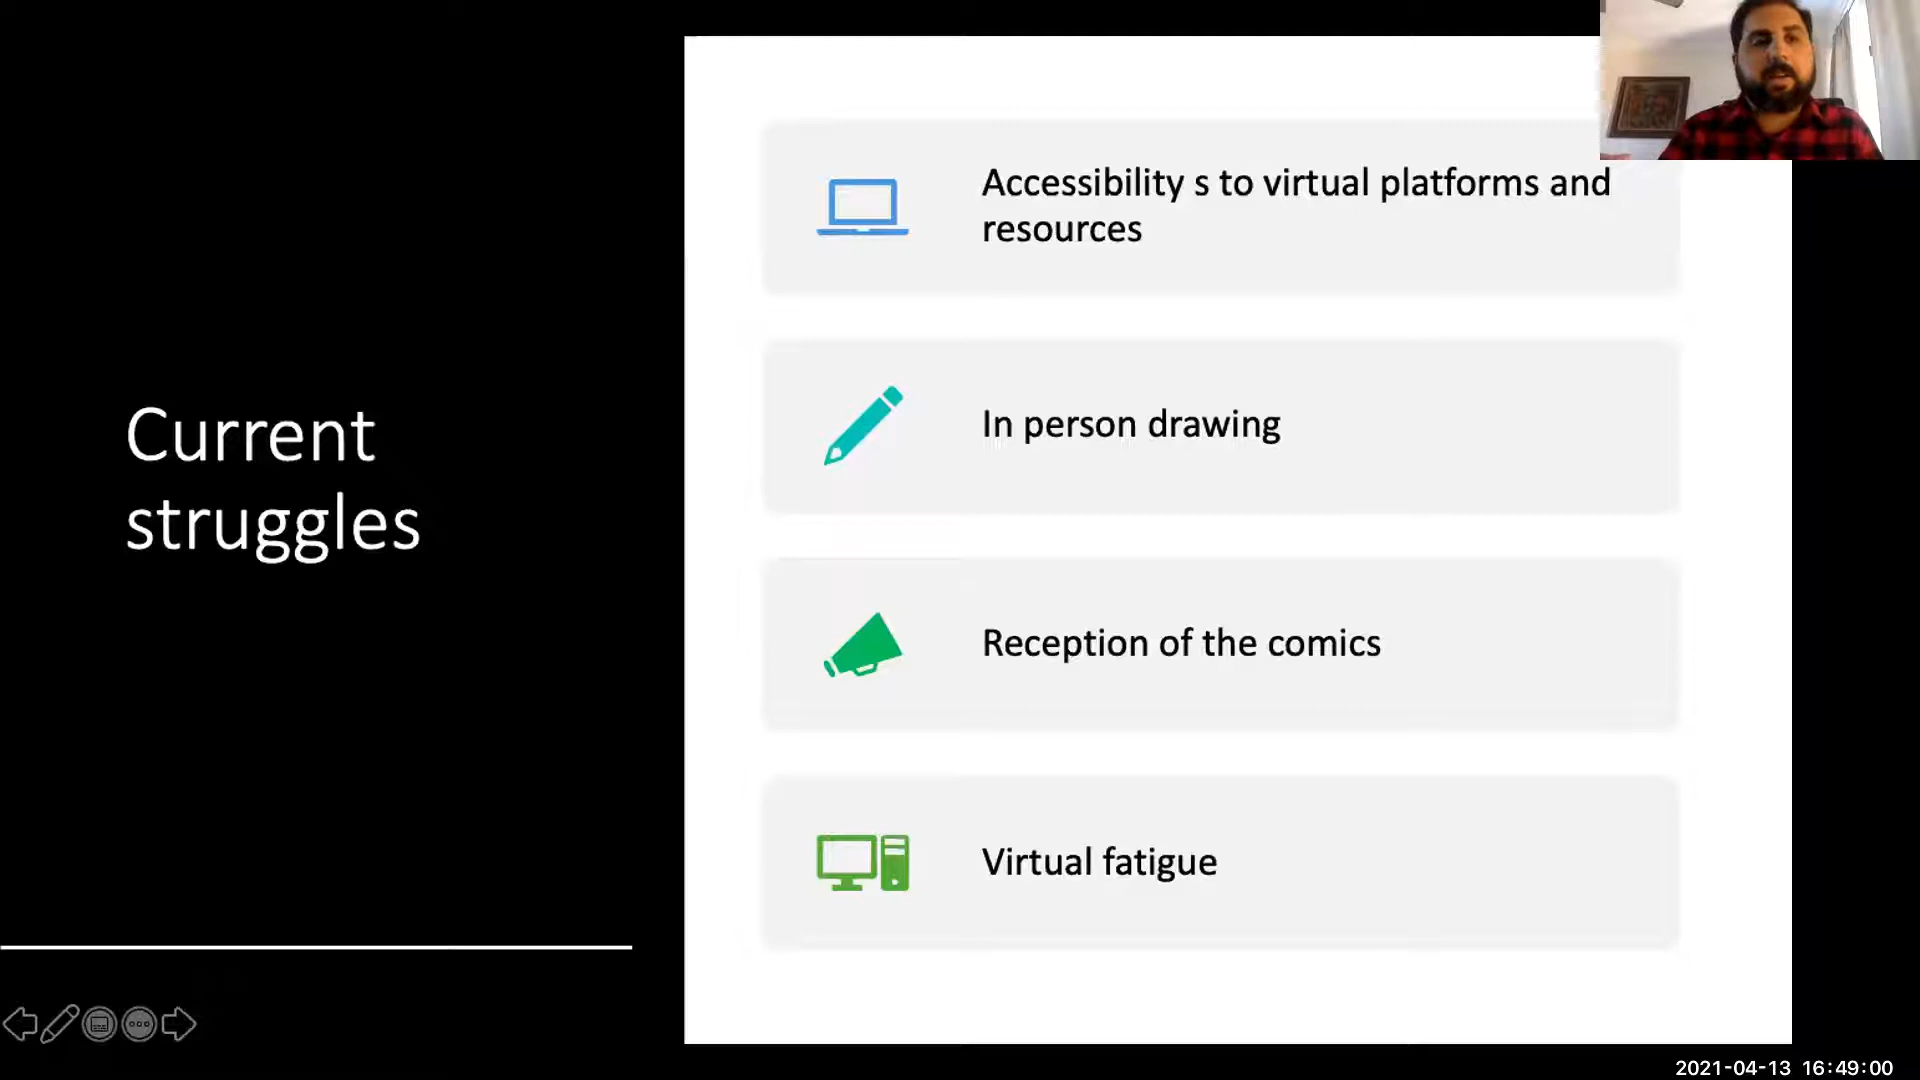 Current
struggles
Accessibility s to virtual platforms and
resources
In person drawing
Reception of the comics
Virtual fatigue
2021-04-13 16:49:00